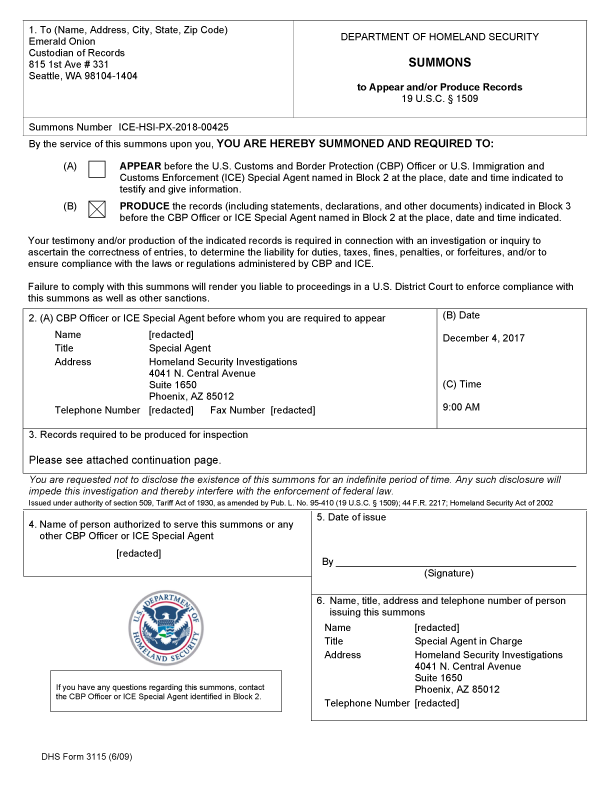 1. To (Name, Address, City, State, Zip Code)
Emerald Onion
Custodian of Records
815 1st Ave # 331
Seattle, WA 98104-1404
DEPARTMENT OF HOMELAND SECURITY
SUMMONS
to Appear and/or Produce Records
19 U.S.C. § 1509
Summons Number ICE-HSI-PX-2018-00425
By the service of this summons upon you, YOU ARE HEREBY SUMMONED AND REQUIRED TO:
(A) APPEAR before the U.S. Customs and Border Protection (CBP) Officer or U.S. Immigration and
Customs Enforcement (ICE) Special Agent named in Block 2 at the place, date and time indicated to
testify and give information.
(B) PRODUCE the records (including statements, declarations, and other documents) indicated in Block 3
before the CBP Officer or ICE Special Agent named in Block 2 at the place, date and time indicated.
Your testimony and/or production of the indicated records is required in connection with an investigation or inquiry to
ascertain the correctness of entries, to determine the liability for duties, taxes, fines, penalties, or forfeitures, and/or to
ensure compliance with the laws or regulations administered by CBP and ICE.
Failure to comply with this summons will render you liable to proceedings in a U.S. District Court to enforce compliance with
this summons as well as other sanctions.
2. (A) CBP Officer or ICE Special Agent before whom you are required to appear
Name [redacted]
Title Special Agent
Address Homeland Security Investigations
4041 N. Central Avenue
Suite 1650
Phoenix, AZ 85012
Telephone Number [redacted] Fax Number [redacted]
(B) Date
December 4, 2017
(C) Time
9:00 AM
3. Records required to be produced for inspection
Please see attached continuation page.
You are requested not to disclose the existence of this summons for an indefinite period of time. Any such disclosure will
impede this investigation and thereby interfere with the enforcement of federal law.
Issued under authority of section 509, Tariff Act of 1930, as amended by Pub. L. No. 95-410 (19 U.S.C. § 1509); 44 F.R. 2217; Homeland Security Act of 2002
4. Name of person authorized to serve this summons or any
other CBP Officer or ICE Special Agent
[redacted]
5. Date of issue
By
(Signature)
U.S. DEPARTMENT OF
HOMELAND SECURITY
If you have any questions regarding this summons, contact
the CBP Officer or ICE Special Agent identified in Block 2.
6. Name, title, address and telephone number of person
issuing this summons
Name [redacted]
Title Special Agent in Charge
Address Homeland Security Investigations
4041 N. Central Avenue
Suite 1650
Phoenix, AZ 85012
Telephone Number [redacted]
DHS Form 3115 (6/09)